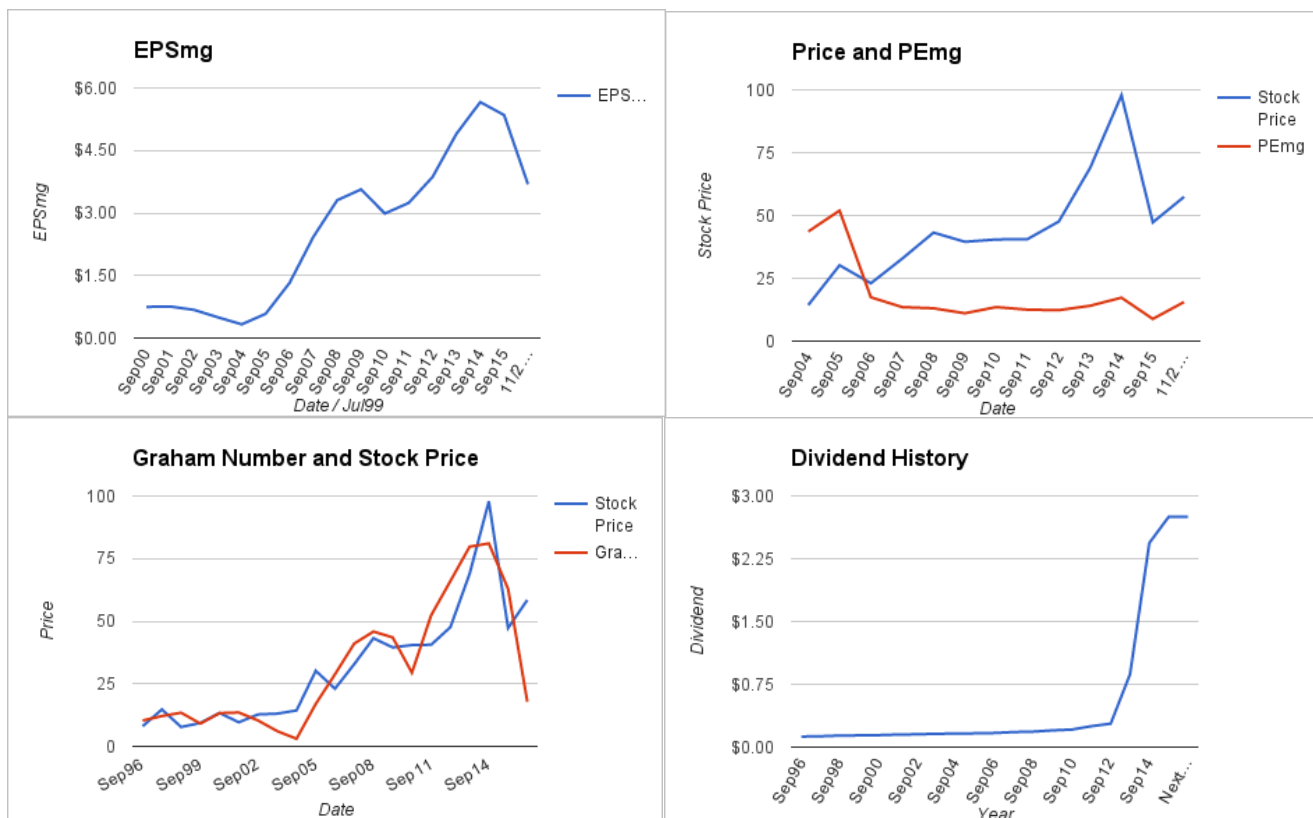 EPSmg
$6.00
$4.50
$3.00
$1.50
$0.00
EPSmg
EPS...
Sep00
Sep01
Sep02
Sep03
Sep04
Sep05
Sep06
Sep07
Sep08
Sep09
Sep10
Sep11
Sep12
Sep13
Sep14
Sep15
11/2...
Date / Jul99
Price and PEmg
100
75
50
25
0
Stock Price
Stock
Price
PEmg
Sep04
Sep05
Sep06
Sep07
Sep08
Sep09
Sep10
Sep11
Sep12
Sep13
Sep14
Sep15
11/2...
Date
Graham Number and Stock Price
100
75
50
25
0
Price
Stock
Price
Gra...
Sep96
Sep99
Sep02
Sep05
Sep08
Sep11
Sep14
Date
Dividend History
$3.00
$2.25
$1.50
$0.75
$0.00
Dividend
Sep96
Sep98
Sep00
Sep02
Sep04
Sep06
Sep08
Sep10
Sep12
Sep14
Next...
Year